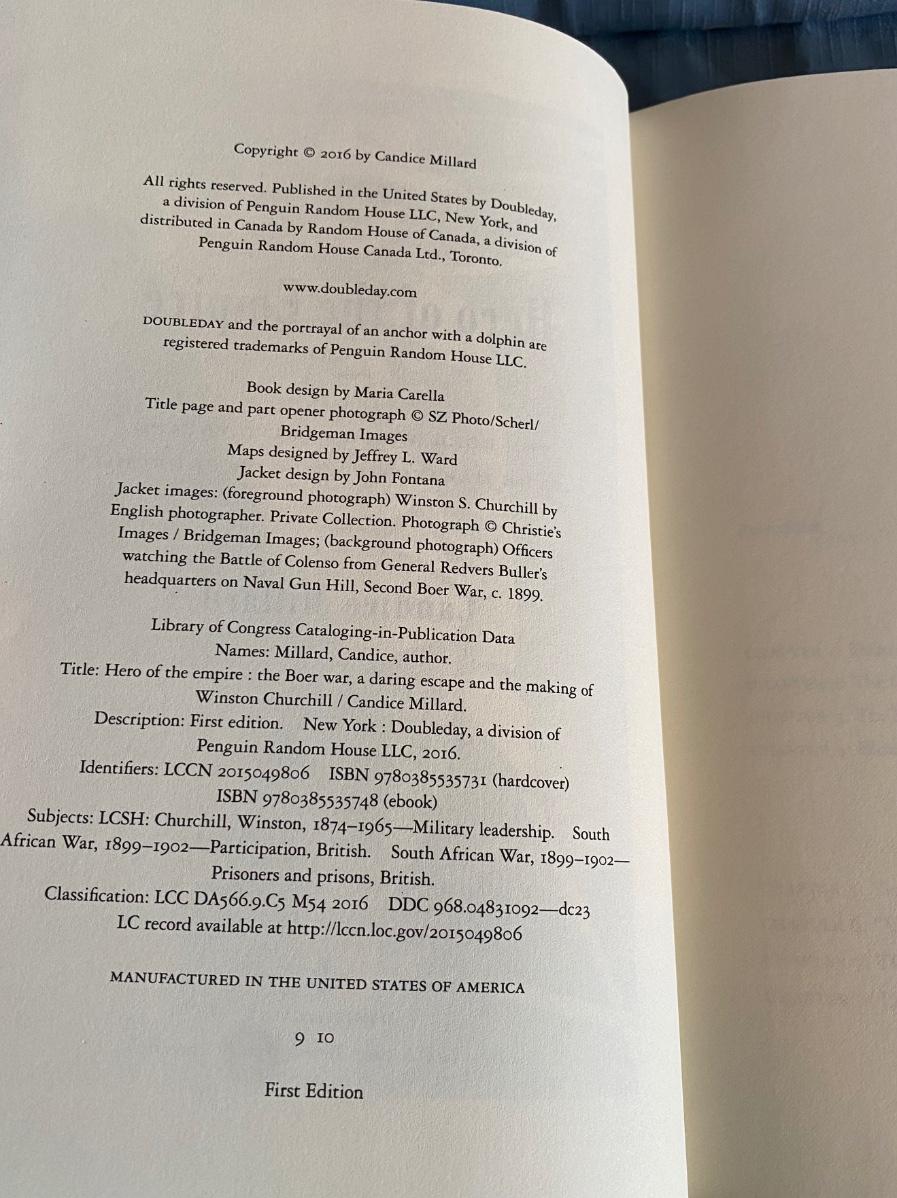 Copyright © 2016 by Candice Millard
All rights reserved. Published in the United States by Doubleday,
a division of Penguin Random House LLC, New York, and
distributed in Canada by Random House of Canada, a division of
Penguin Random House Canada Ltd., Toronto.
www.doubleday.com
DOUBLEDAY and the portrayal of an anchor with a dolphin are
registered trademarks of Penguin Random House LLC.
Book design by Maria Carella
Title page and part opener photograph © SZ Photo/Scherl/
Bridgeman Images
Maps designed by Jeffrey L. Ward
Jacket design by John Fontana
Jacket images: (foreground photograph) Winston S. Churchill by
English photographer. Private Collection. Photograph © Christie's
Images / Bridgeman Images; (background photograph) Officers
watching the Battle of Colenso from General Redvers Buller's
headquarters on Naval Gun Hill, Second Boer War, c. 1899.
Library of Congress Cataloging-in-Publication Data
Names: Millard, Candice, author.
Title: Hero of the empire : the Boer war, a daring escape and the making of
Winston Churchill / Candice Millard.
Description: First edition. New York : Doubleday, a division of
Penguin Random House LLC, 2016.
Identifiers: LCCN 2015049806 ISBN 9780385535731 (hardcover)
ISBN 9780385535748 (ebook)
Subjects: LCSH: Churchill, Winston, 1874–1965—Military leadership. South
African War, 1899–1902—Participation, British. South African War, 1899–1902—
Prisoners and prisons, British.
Classification: LCC DA566.9.C5 M54 2016 DDC 968.04831092—dc23
LC record available at http://lccn.loc.gov/2015049806
MANUFACTURED IN THE UNITED STATES OF AMERICA
9 10
First Edition